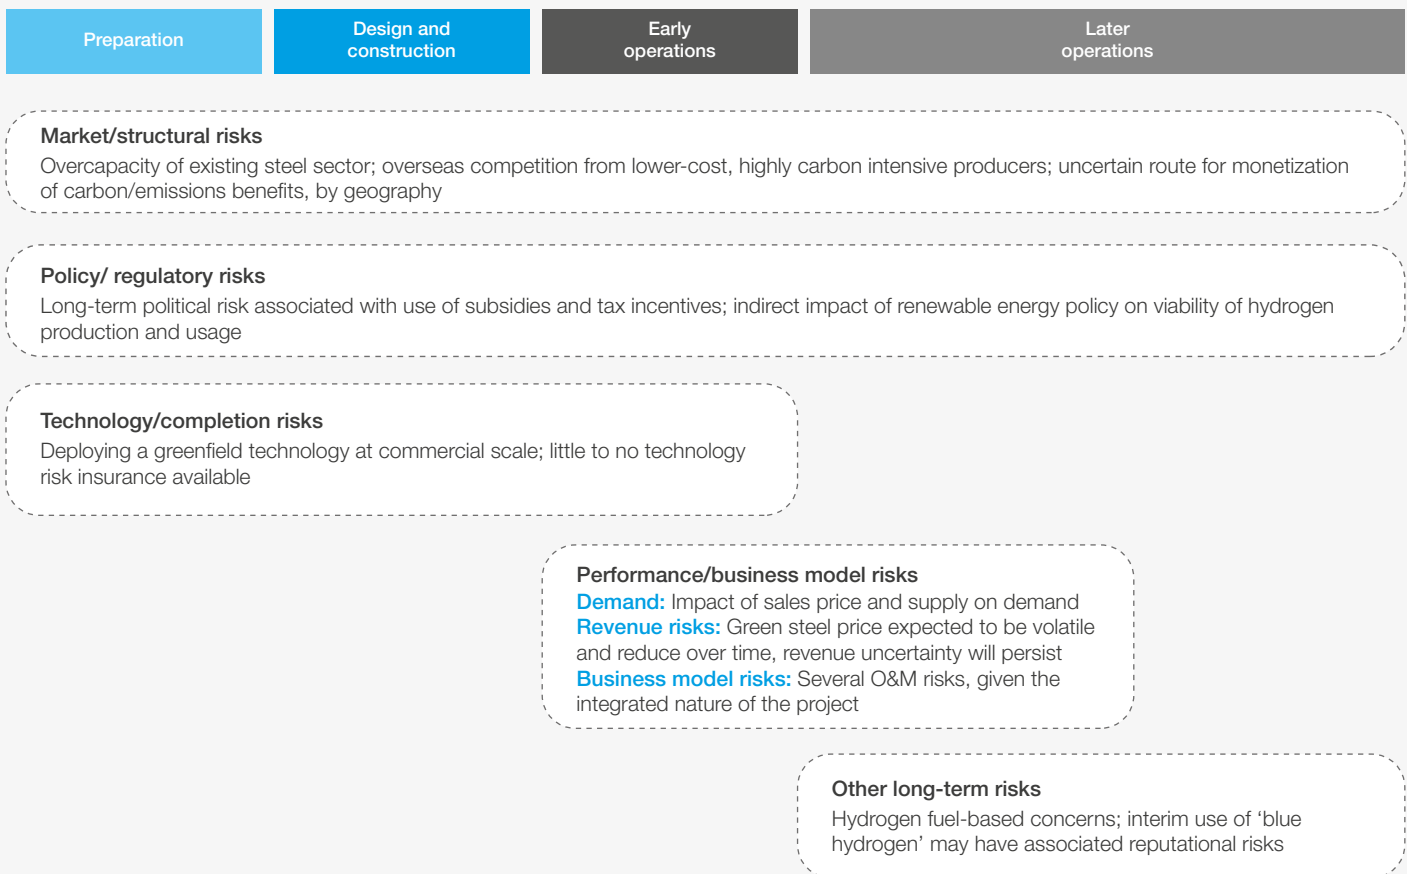 Preparation
Design and
construction
Early
operations
Later
operations
Market/structural risks
Overcapacity of existing steel sector; overseas competition from lower-cost, highly carbon intensive producers; uncertain route for monetization
of carbon/emissions benefits, by geography
Policy/ regulatory risks
Long-term political risk associated with use of subsidies and tax incentives; indirect impact of renewable energy policy on viability of hydrogen
production and usage
Technology/completion risks
Deploying a greenfield technology at commercial scale; little to no technology
risk insurance available
Performance/business model risks
Demand: Impact of sales price and supply on demand
Revenue risks: Green steel price expected to be volatile
and reduce over time, revenue uncertainty will persist
Business model risks: Several O&M risks, given the
integrated nature of the project
Other long-term risks
Hydrogen fuel-based concerns; interim use of ‘blue
hydrogen’ may have associated reputational risks